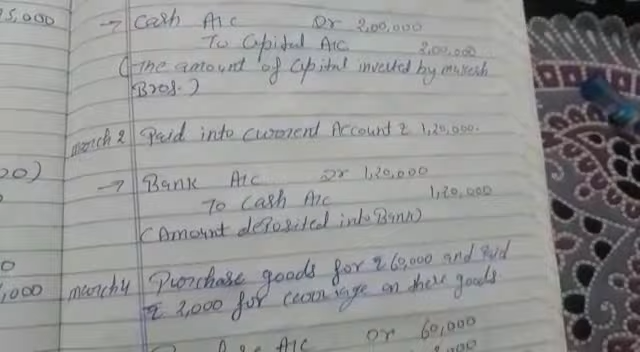 5,000
→ Cash A/c Dr 2,00,000
To Capital A/c 2,00,000
(The amount of Capital invested by mukesh
Bros.)
march 2 Paid into current Account ₹ 1,20,000.
00)
→ Bank A/c Dr 1,20,000
To Cash A/c 1,20,000
(Amount deposited into Bank)
0
,000 march 4 Purchase goods for ₹ 60,000 and Paid
₹ 2,000 for carriage on these goods
A/c Dr 60,000